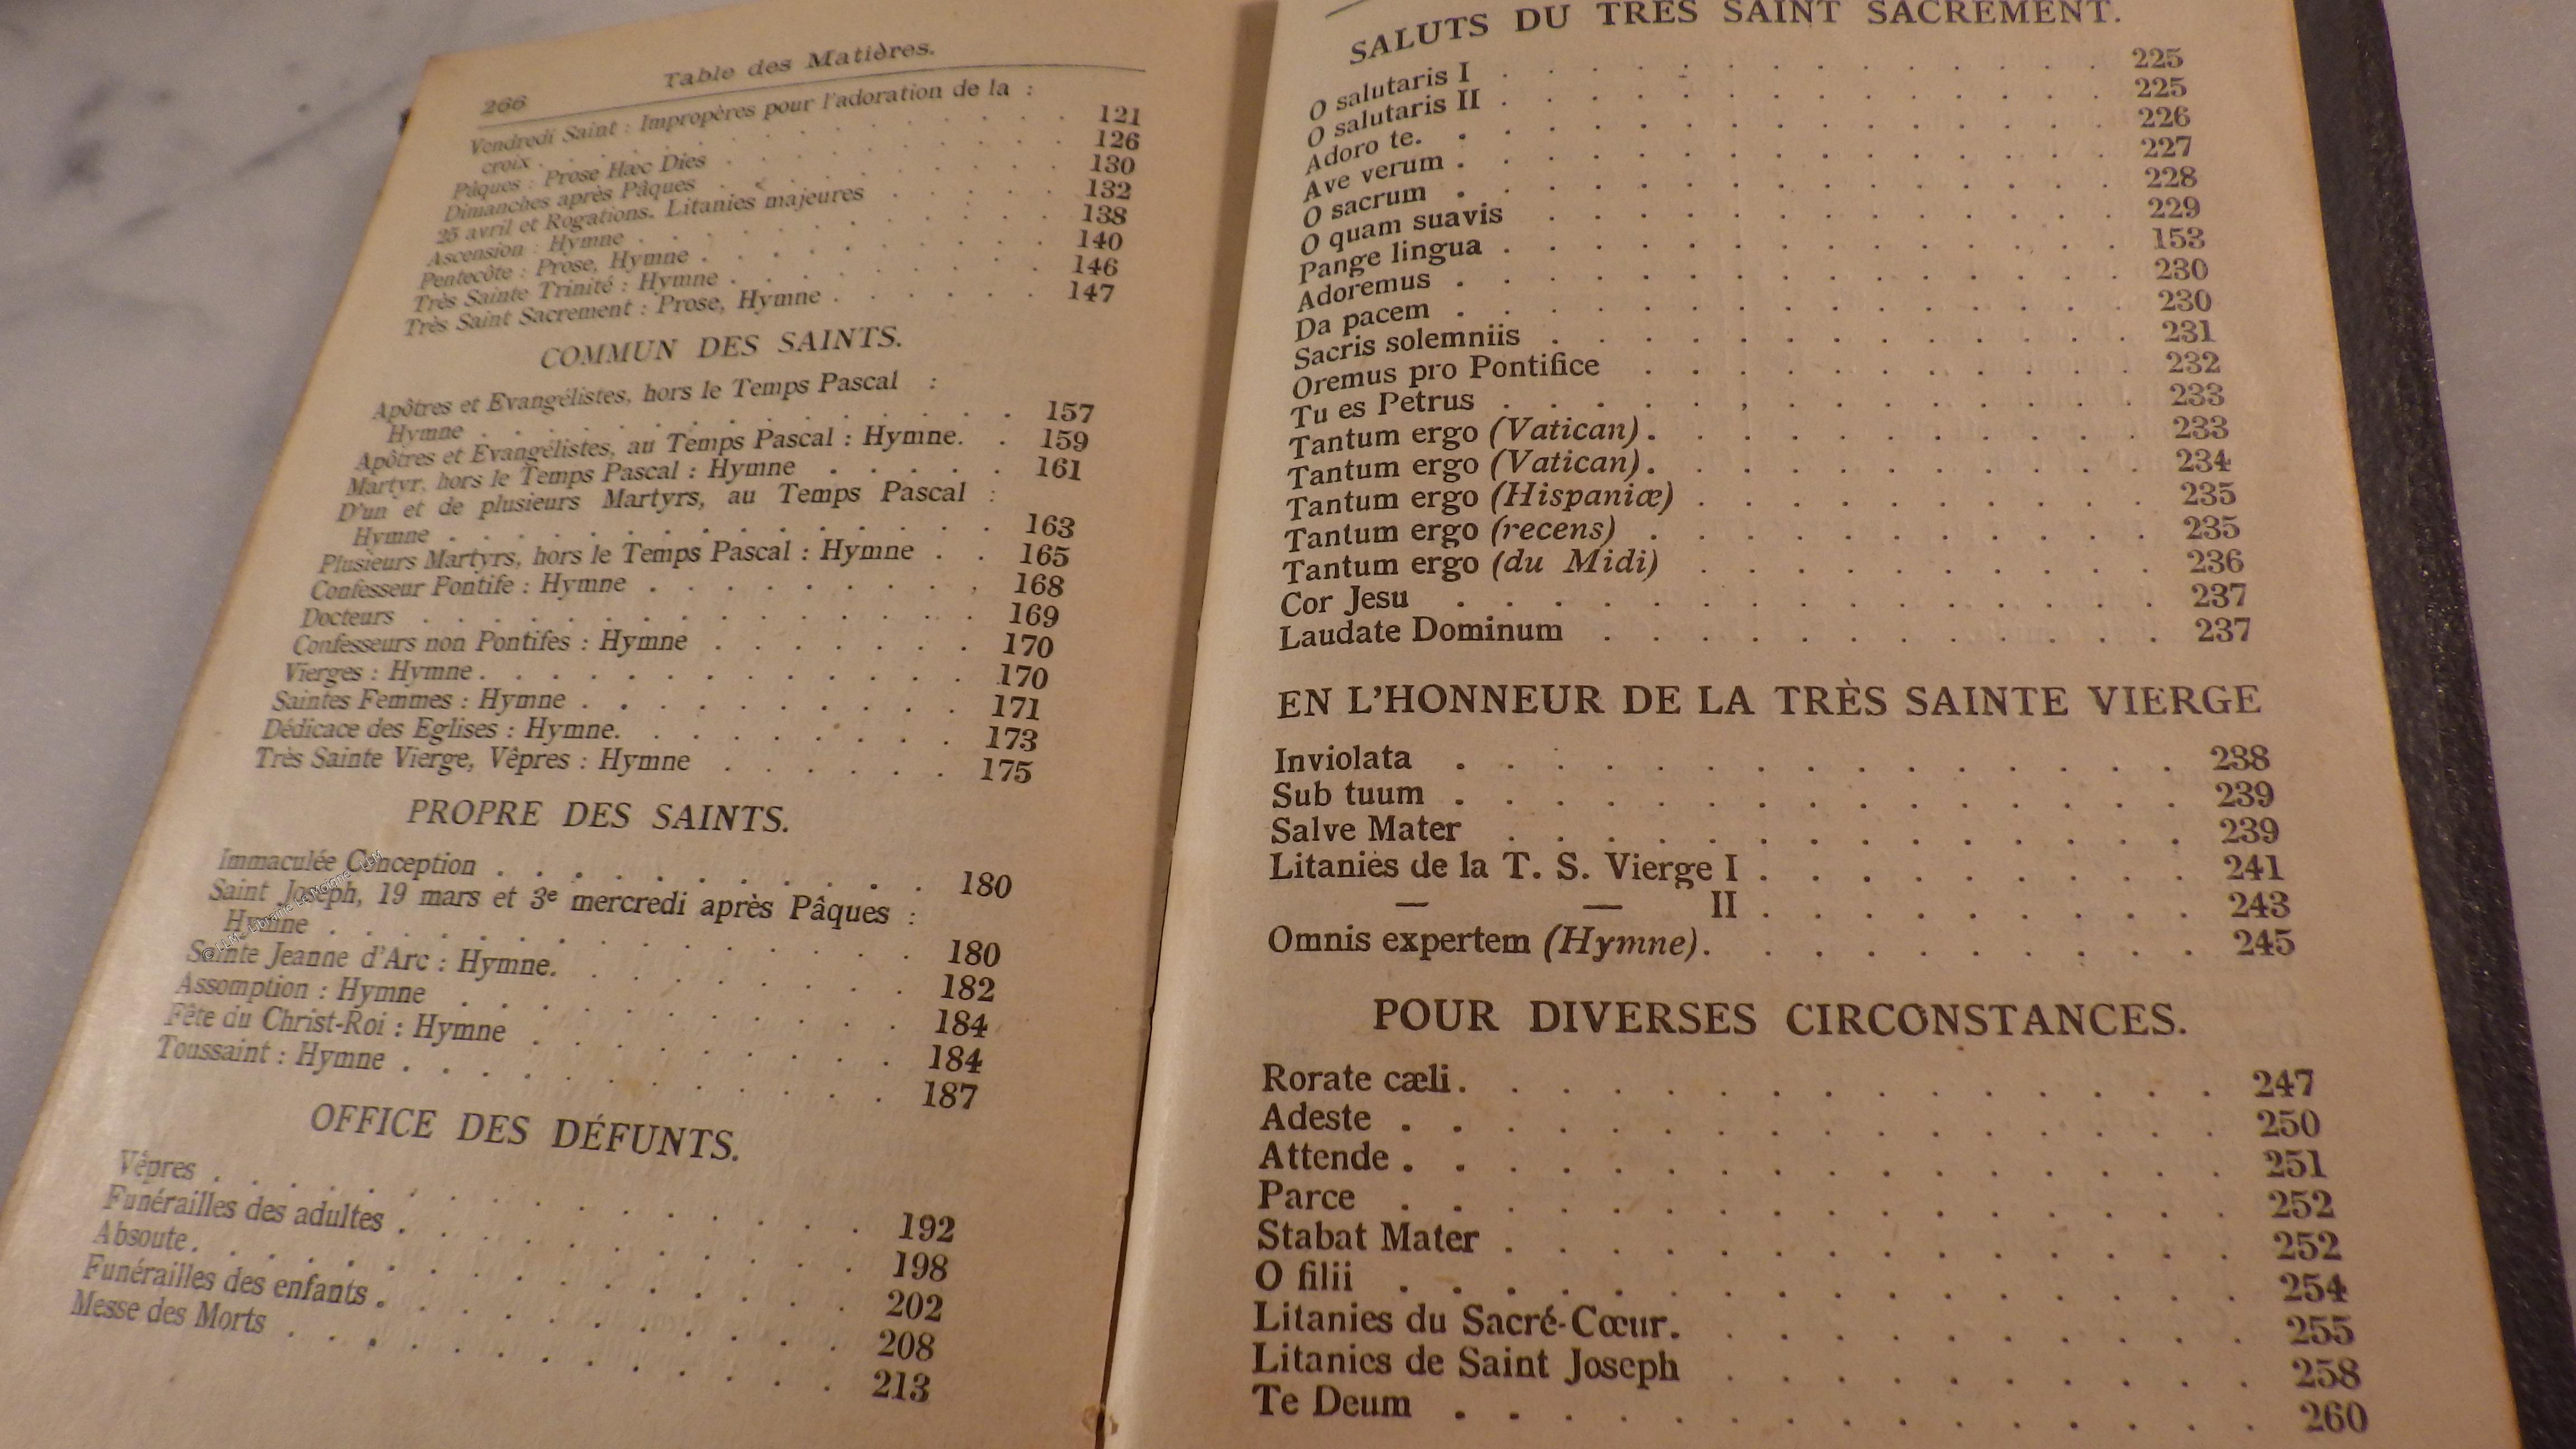 266
Table des Matières.
Vendredi Saint : Impropères pour l'adoration de la :
croix . . . . . . . . . . . . 121
Pâques : Prose Hæc Dies . . . . . . . . . 126
Dimanches après Pâques . . . . . . . . . 130
25 avril et Rogations. Litanies majeures . . . . 132
Ascension : Hymne . . . . . . . . . . 138
Pentecôte : Prose, Hymne . . . . . . . . 140
Très Sainte Trinité : Hymne . . . . . . . 146
Très Saint Sacrement : Prose, Hymne . . . . . 147
COMMUN DES SAINTS.
Apôtres et Evangélistes, hors le Temps Pascal :
Hymne . . . . . . . . . . . . 157
Apôtres et Evangélistes, au Temps Pascal : Hymne. . 159
Martyr, hors le Temps Pascal : Hymne . . . . . 161
D'un et de plusieurs Martyrs, au Temps Pascal :
Hymne . . . . . . . . . . . . 163
Plusieurs Martyrs, hors le Temps Pascal : Hymne . . 165
Confesseur Pontife : Hymne . . . . . . . . 168
Docteurs . . . . . . . . . . . . 169
Confesseurs non Pontifes : Hymne . . . . . . 170
Vierges : Hymne . . . . . . . . . . . 170
Saintes Femmes : Hymne . . . . . . . . . 171
Dédicace des Eglises : Hymne. . . . . . . . 173
Très Sainte Vierge, Vêpres : Hymne . . . . . . 175
PROPRE DES SAINTS.
Immaculée Conception . . . . . . . . . . 180
Saint Joseph, 19 mars et 3e mercredi après Pâques :
Hymne . . . . . . . . . . . . 180
Sainte Jeanne d'Arc : Hymne. . . . . . . . 182
Assomption : Hymne . . . . . . . . . . 184
Fête du Christ-Roi : Hymne . . . . . . . . 184
Toussaint : Hymne . . . . . . . . . . 187
OFFICE DES DÉFUNTS.
Vêpres . . . . . . . . . . . . . 192
Funérailles des adultes . . . . . . . . . 198
Absoute. . . . . . . . . . . . . 202
Funérailles des enfants . . . . . . . . . 208
Messe des Morts . . . . . . . . . . . 213
SALUTS DU TRÈS SAINT SACREMENT.
O salutaris I . . . . . . . . . . . 225
O salutaris II . . . . . . . . . . . 225
Adoro te. . . . . . . . . . . . . 226
Ave verum . . . . . . . . . . . . 227
O sacrum . . . . . . . . . . . . 228
O quam suavis . . . . . . . . . . . 229
Pange lingua . . . . . . . . . . . 153
Adoremus . . . . . . . . . . . . 230
Da pacem . . . . . . . . . . . . 230
Sacris solemniis . . . . . . . . . . 231
Oremus pro Pontifice . . . . . . . . . 232
Tu es Petrus . . . . . . . . . . . 233
Tantum ergo (Vatican). . . . . . . . . 233
Tantum ergo (Vatican). . . . . . . . . 234
Tantum ergo (Hispaniæ) . . . . . . . . 235
Tantum ergo (recens) . . . . . . . . . 235
Tantum ergo (du Midi) . . . . . . . . 236
Cor Jesu . . . . . . . . . . . . 237
Laudate Dominum . . . . . . . . . . 237
EN L'HONNEUR DE LA TRÈS SAINTE VIERGE
Inviolata . . . . . . . . . . . . 238
Sub tuum . . . . . . . . . . . . 239
Salve Mater . . . . . . . . . . . 239
Litanies de la T. S. Vierge I . . . . . . . 241
— — II . . . . . . . 243
Omnis expertem (Hymne). . . . . . . . . 245
POUR DIVERSES CIRCONSTANCES.
Rorate cæli. . . . . . . . . . . . 247
Adeste . . . . . . . . . . . . . 250
Attende . . . . . . . . . . . . . 251
Parce . . . . . . . . . . . . . 252
Stabat Mater . . . . . . . . . . . 252
O filii . . . . . . . . . . . . . 254
Litanies du Sacré-Cœur. . . . . . . . . 255
Litanies de Saint Joseph . . . . . . . . 258
Te Deum . . . . . . . . . . . . 260